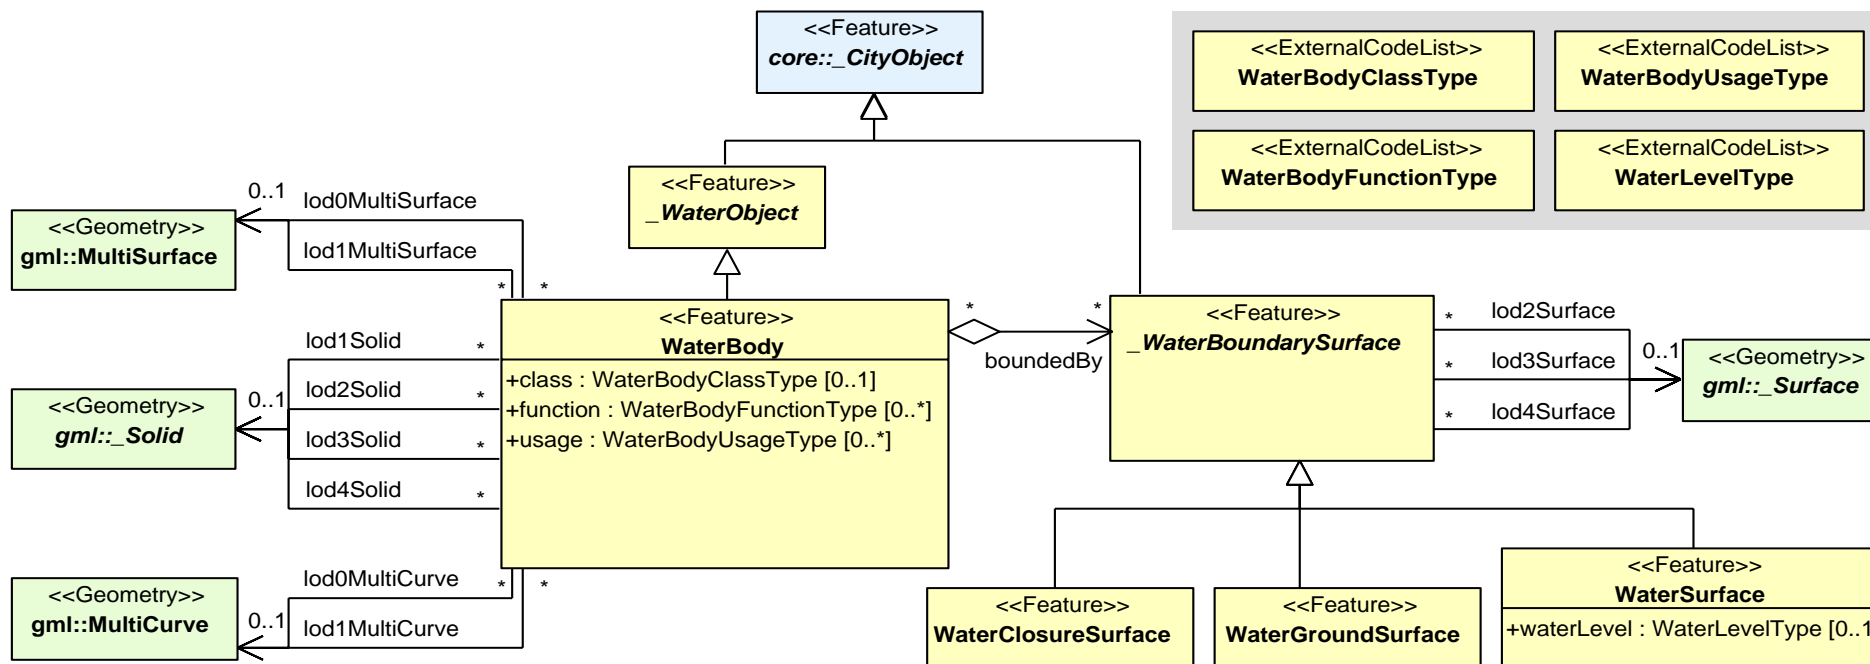 <<Feature>>
core::_CityObject
<<ExternalCodeList>>
WaterBodyClassType
<<ExternalCodeList>>
WaterBodyUsageType
<<ExternalCodeList>>
WaterBodyFunctionType
<<ExternalCodeList>>
WaterLevelType
<<Feature>>
_WaterObject
<<Geometry>>
gml::MultiSurface
0..1
lod0MultiSurface
lod1MultiSurface
* *
<<Geometry>>
gml::_Solid
0..1
lod1Solid *
lod2Solid *
lod3Solid *
lod4Solid *
<<Geometry>>
gml::MultiCurve
0..1
lod0MultiCurve
lod1MultiCurve
* *
<<Feature>>
WaterBody
+class : WaterBodyClassType [0..1]
+function : WaterBodyFunctionType [0..*]
+usage : WaterBodyUsageType [0..*]
* *
boundedBy
<<Feature>>
_WaterBoundarySurface
* lod2Surface
* lod3Surface
* lod4Surface
0..1
<<Geometry>>
gml::_Surface
<<Feature>>
WaterClosureSurface
<<Feature>>
WaterGroundSurface
<<Feature>>
WaterSurface
+waterLevel : WaterLevelType [0..1